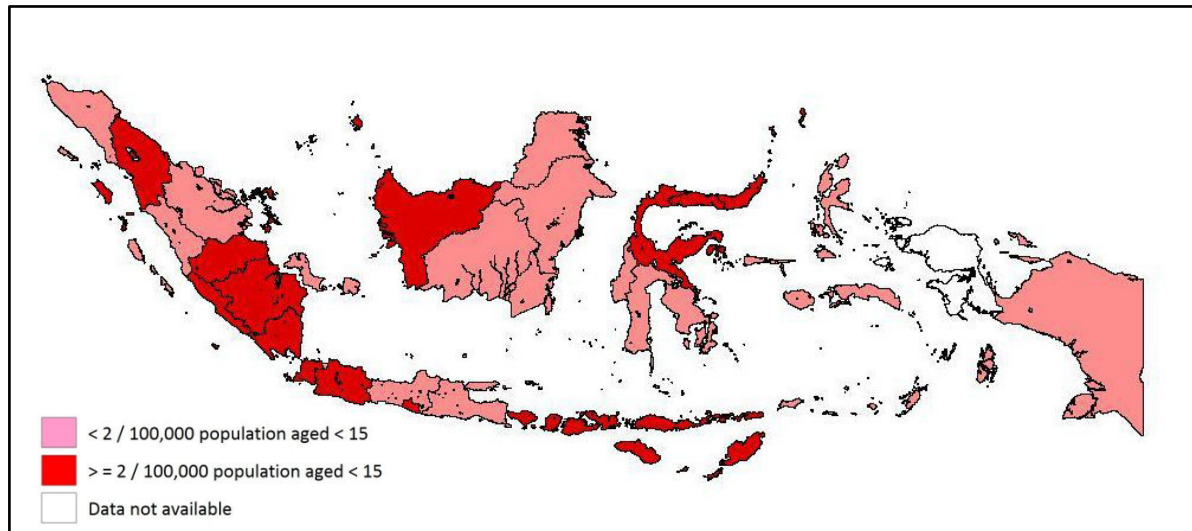 < 2 / 100,000 population aged < 15
> = 2 / 100,000 population aged < 15
Data not available